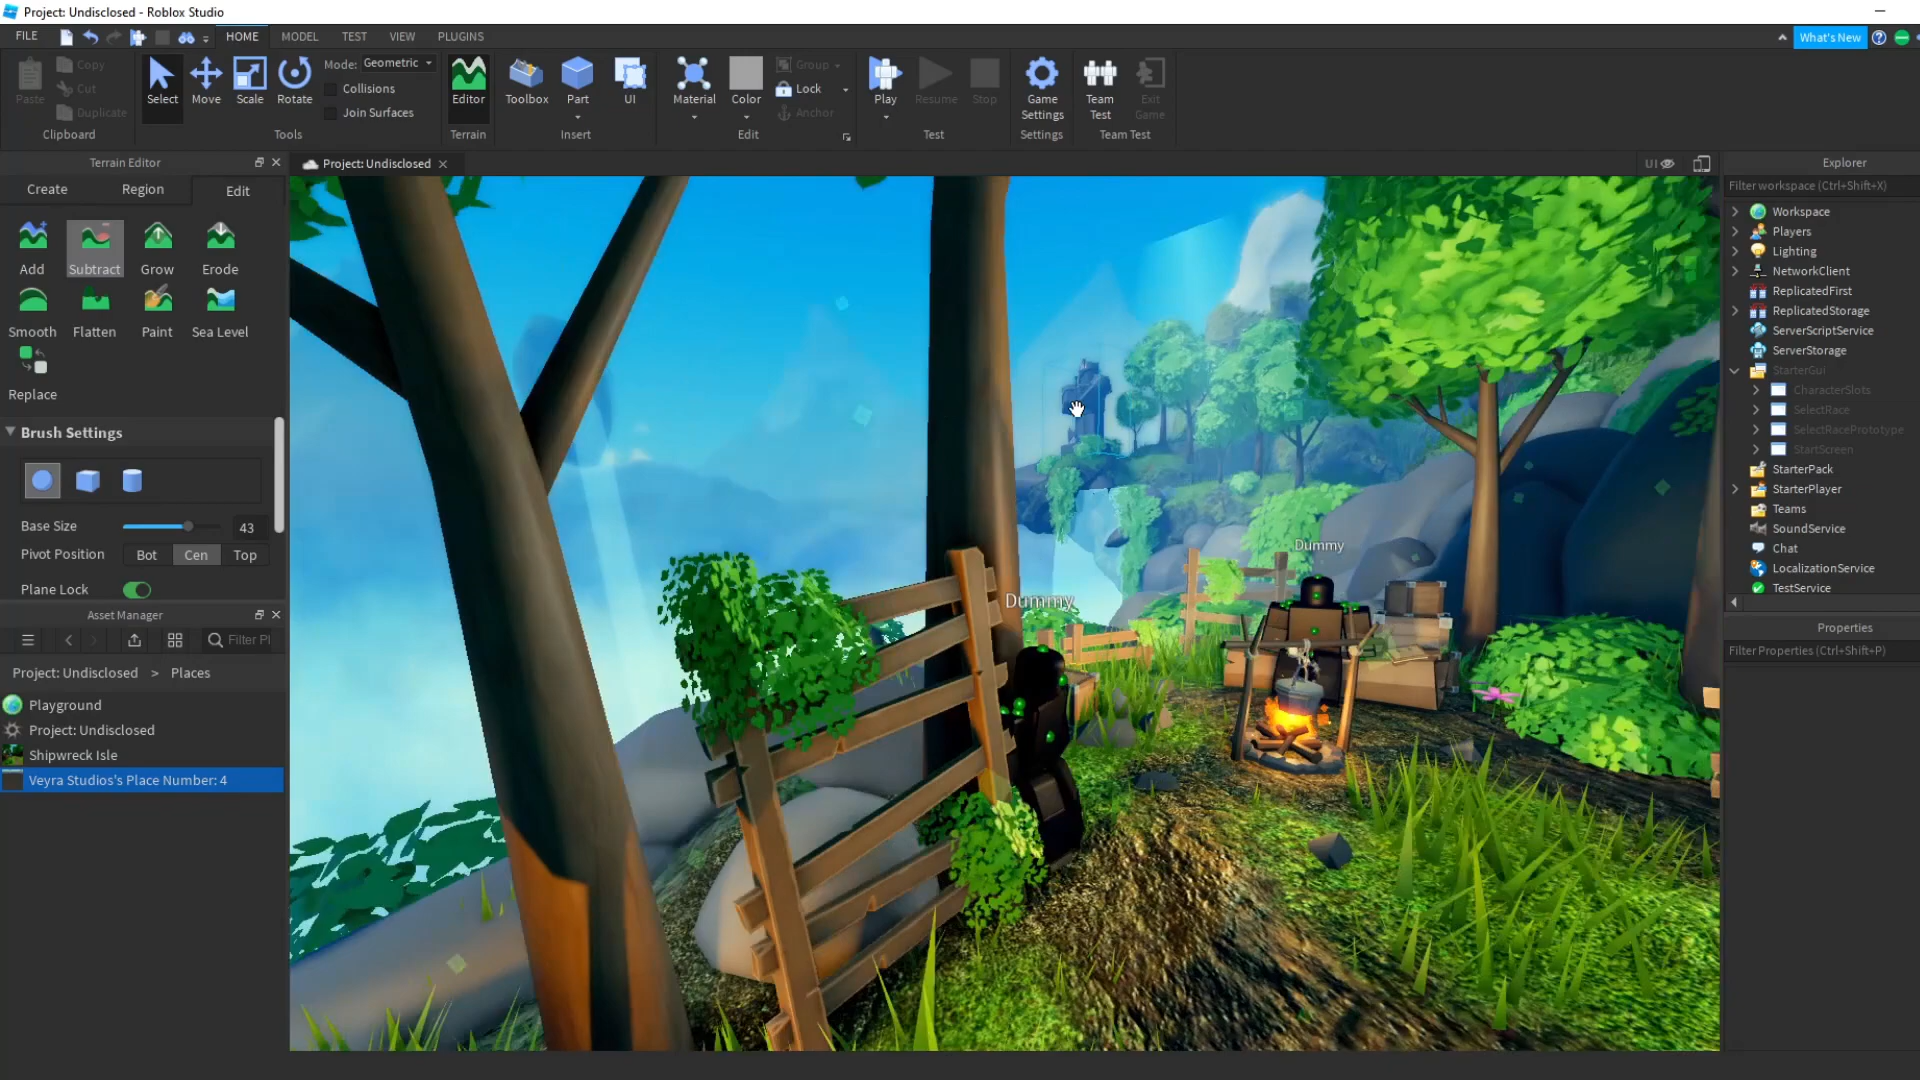 Project: Undisclosed - Roblox Studio
FILE HOME MODEL TEST VIEW PLUGINS What's New
Paste
Copy
Cut
Duplicate
Clipboard
Select
Move
Scale
Rotate
Mode: Geometric
Collisions
Join Surfaces
Tools
Editor
Terrain
Toolbox
Part
UI
Insert
Material
Color
Group
Lock
Anchor
Edit
Play
Resume
Stop
Test
Game Settings
Settings
Team Test
Exit Game
Team Test
Terrain Editor
Create Region Edit
Add Subtract Grow Erode
Smooth Flatten Paint Sea Level
Replace
Brush Settings
Base Size 43
Pivot Position Bot Cen Top
Plane Lock
Asset Manager
Filter Pl
Project: Undisclosed > Places
Playground
Project: Undisclosed
Shipwreck Isle
Veyra Studios's Place Number: 4
Project: Undisclosed
UI
Dummy
Dummy
Explorer
Filter workspace (Ctrl+Shift+X)
Workspace
Players
Lighting
NetworkClient
ReplicatedFirst
ReplicatedStorage
ServerScriptService
ServerStorage
StarterGui
CharacterSlots
SelectRace
SelectRacePrototype
StartScreen
StarterPack
StarterPlayer
Teams
SoundService
Chat
LocalizationService
TestService
Properties
Filter Properties (Ctrl+Shift+P)